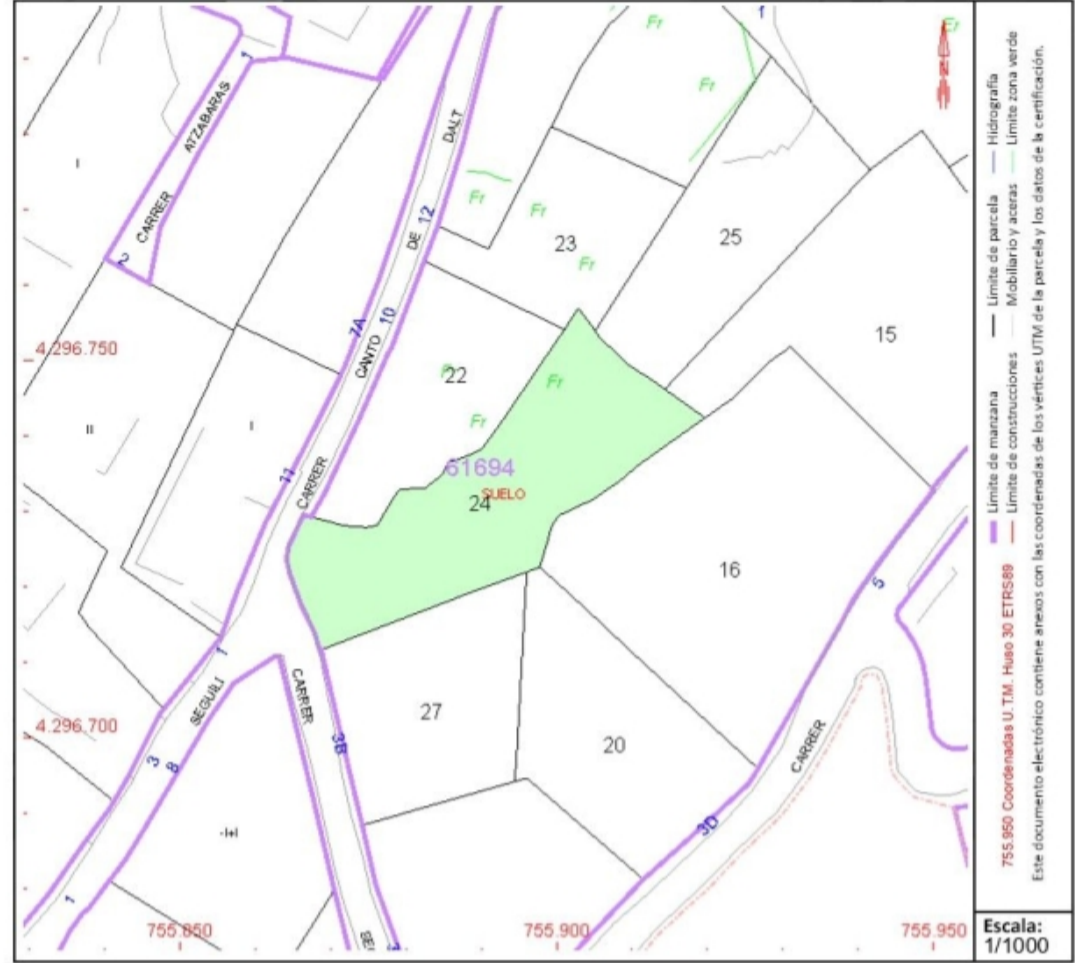 Fr
1
Fr
1
Fr
ATZABARAS
DALT
I
CARRER
Fr
Fr
12
DE
23
25
2
Fr
7A
10
15
4.296.750
CANTO
22
Fr
Fr
II
I
61694
11
CARRER
SUELO
24
16
5
1
SEGUILI
CARRER
27
3B
20
4.296.700
3
8
CARRER
3D
-I+I
1
755.850
755.900
755.950
Límite de manzana
Límite de parcela
Hidrografía
Límite de construcciones
Mobiliario y aceras
Límite zona verde
755.950 Coordenadas U.T.M. Huso 30 ETRS89
Este documento electrónico contiene anexos con las coordenadas de los vértices UTM de la parcela y los datos de la certificación.
Escala:
1/1000